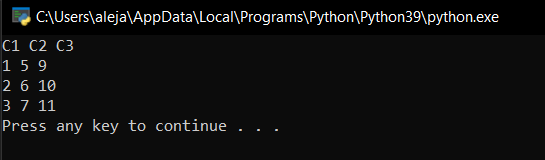 C:\Users\aleja\AppData\Local\Programs\Python\Python39\python.exe
C1 C2 C3
1 5 9
2 6 10
3 7 11
Press any key to continue . . .